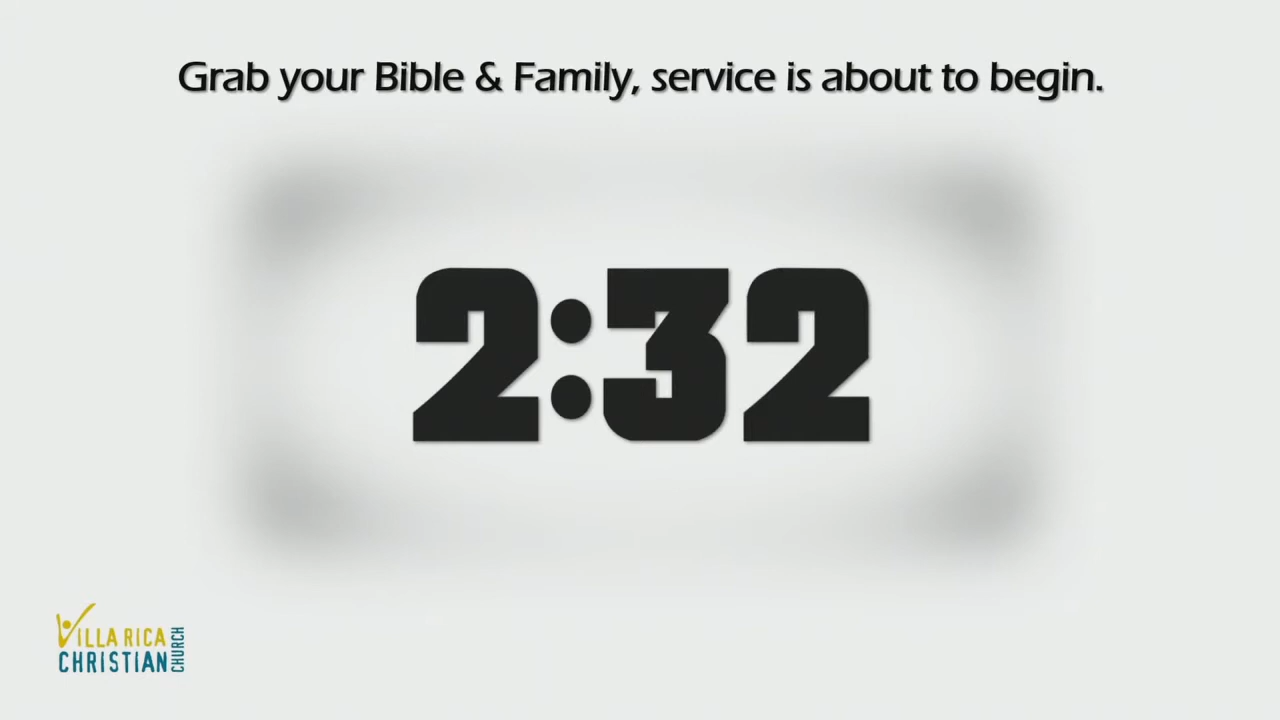 Grab your Bible & Family, service is about to begin.
2:32
VILLA RICA
CHRISTIAN
CHURCH